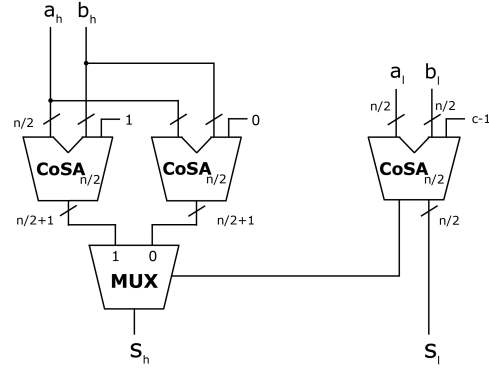 a_h b_h
a_l b_l
n/2 1 0 n/2 n/2 c-1
CoSA_n/2 CoSA_n/2 CoSA_n/2
n/2+1 n/2+1 n/2
1 0
MUX
S_h S_l